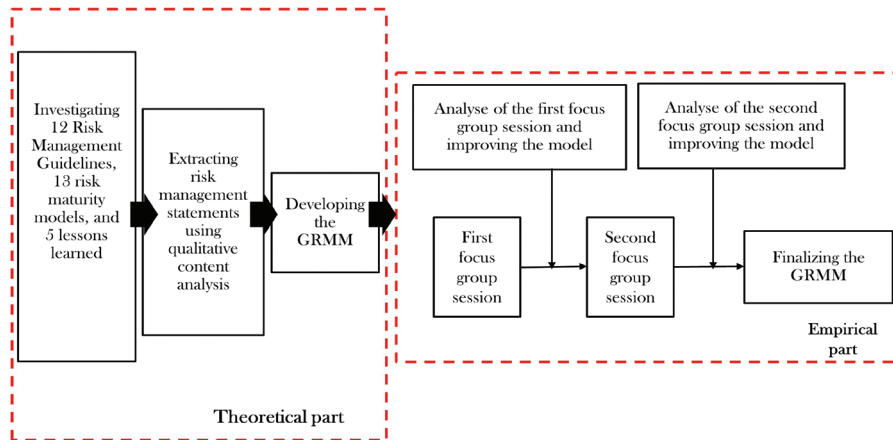 Investigating
12 Risk
Management
Guidelines,
13 risk
maturity
models, and
5 lessons
learned
Extracting
risk
management
statements
using
qualitative
content
analysis
Developing
the
GRMM
Theoretical part
Analyse of the first focus
group session and
improving the model
Analyse of the second
focus group session and
improving the model
First
focus
group
session
Second
focus
group
session
Finalizing the
GRMM
Empirical
part